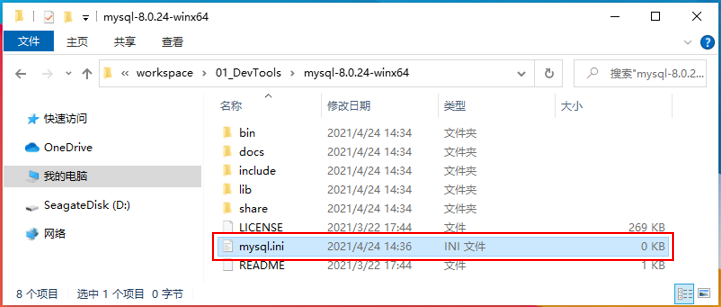 mysql-8.0.24-winx64
文件 主页 共享 查看
workspace 01_DevTools mysql-8.0.24-winx64 搜索"mysql-8.0.2...
名称 修改日期 类型 大小
快速访问
OneDrive
我的电脑
SeagateDisk (D:)
网络
bin 2021/4/24 14:34 文件夹
docs 2021/4/24 14:34 文件夹
include 2021/4/24 14:34 文件夹
lib 2021/4/24 14:34 文件夹
share 2021/4/24 14:34 文件夹
LICENSE 2021/3/22 17:44 文件 269 KB
mysql.ini 2021/4/24 14:36 INI 文件 0 KB
README 2021/3/22 17:44 文件 1 KB
8 个项目 选中 1 个项目 0 字节